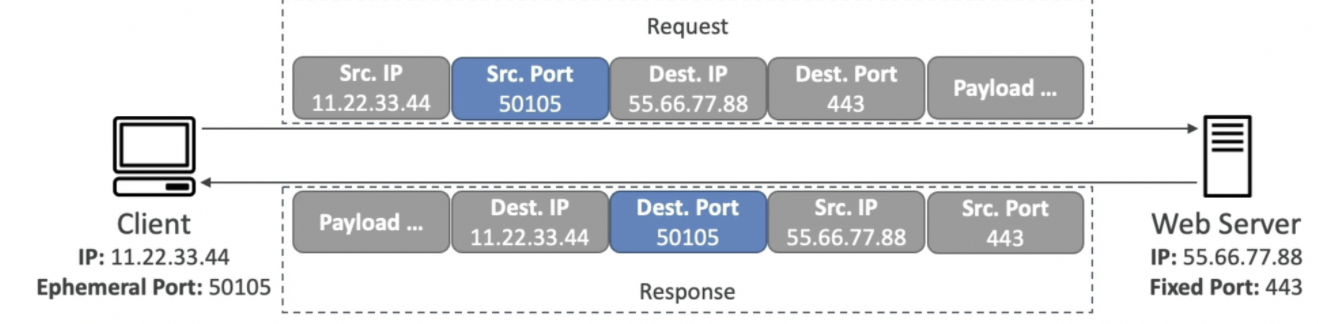 Request
Src. IP
11.22.33.44
Src. Port
50105
Dest. IP
55.66.77.88
Dest. Port
443
Payload ...
Payload ...
Dest. IP
11.22.33.44
Dest. Port
50105
Src. IP
55.66.77.88
Src. Port
443
Response
Client
IP: 11.22.33.44
Ephemeral Port: 50105
Web Server
IP: 55.66.77.88
Fixed Port: 443